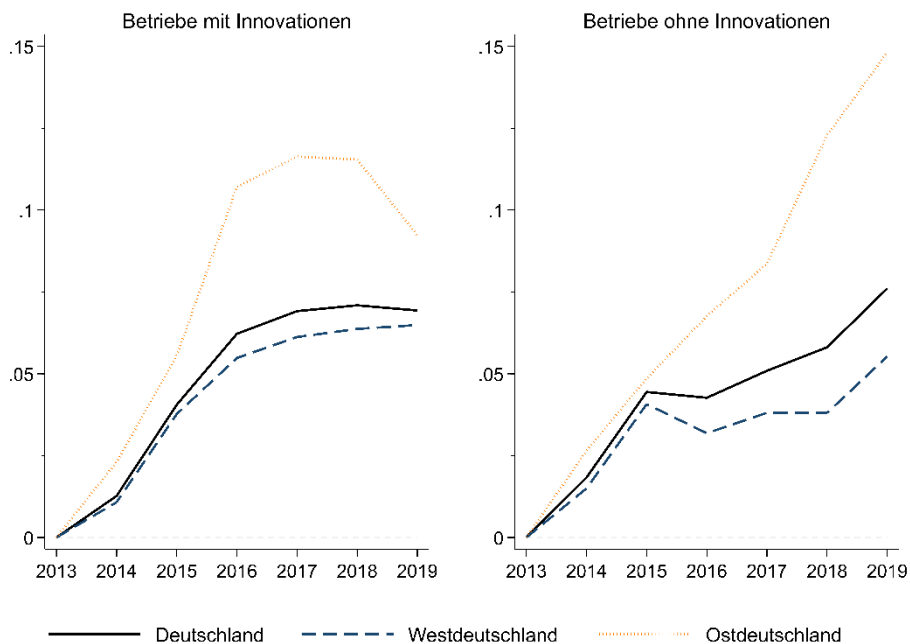 Betriebe mit Innovationen
.15
.1
.05
0
2013 2014 2015 2016 2017 2018 2019
Betriebe ohne Innovationen
.15
.1
.05
0
2013 2014 2015 2016 2017 2018 2019
Deutschland Westdeutschland Ostdeutschland